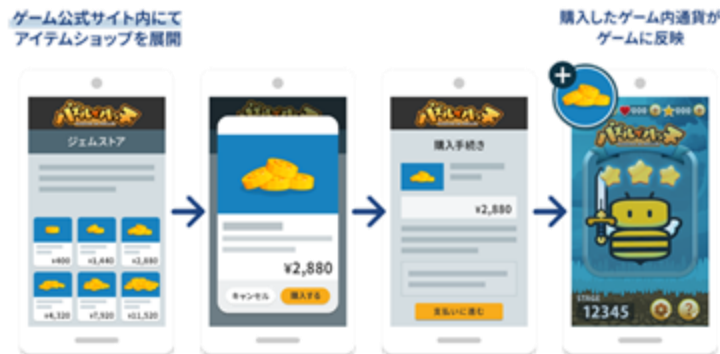 ゲーム公式サイト内にて
アイテムショップを展開
購入したゲーム内通貨が
ゲームに反映
ジェムストア
¥400
¥1,440
¥2,880
¥4,320
¥7,920
¥11,520
¥2,880
キャンセル
購入する
購入手続き
¥2,880
支払いに進む
000
000
STAGE
12345
?